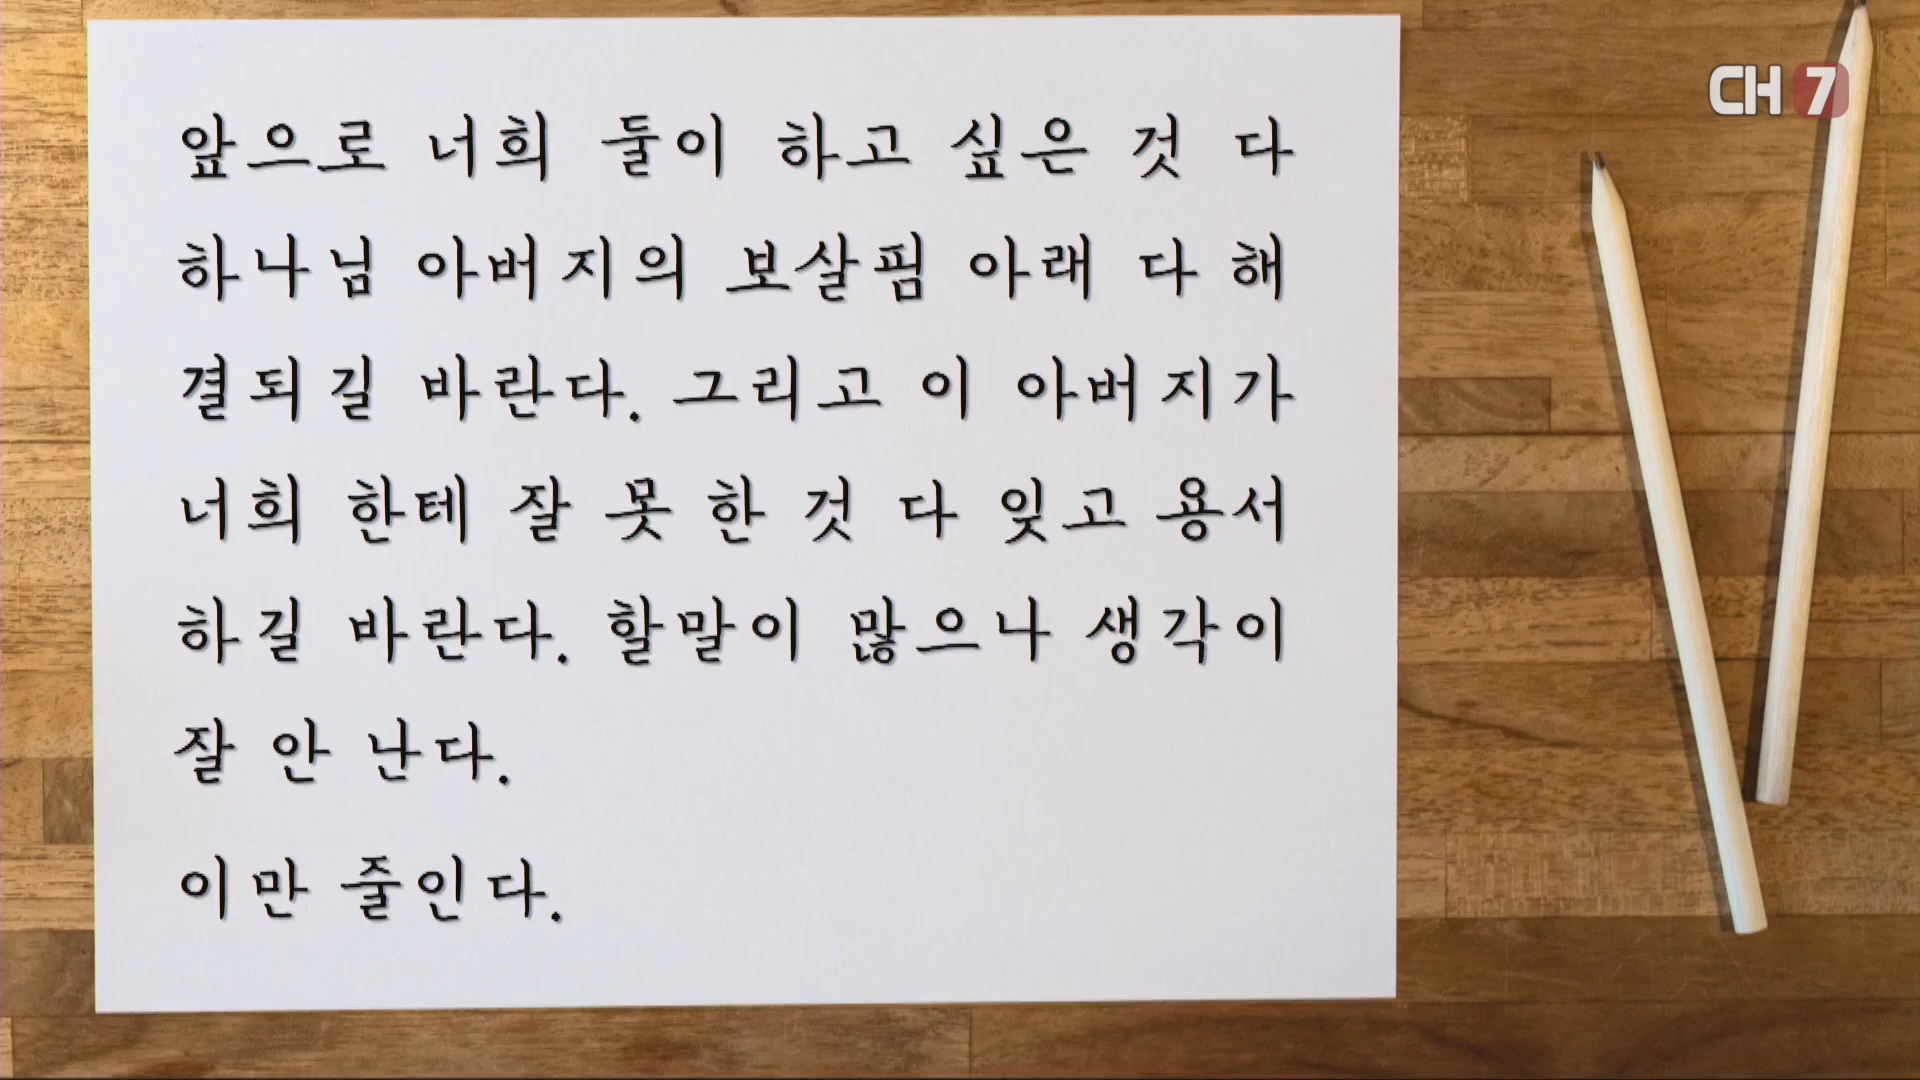 CH 7
앞으로 너희 둘이 하고 싶은 것 다
하나님 아버지의 보살핌 아래 다 해
결되길 바란다. 그리고 이 아버지가
너희 한테 잘 못 한 것 다 잊고 용서
하길 바란다. 할말이 많으나 생각이
잘 안 난다.
이만 줄인다.